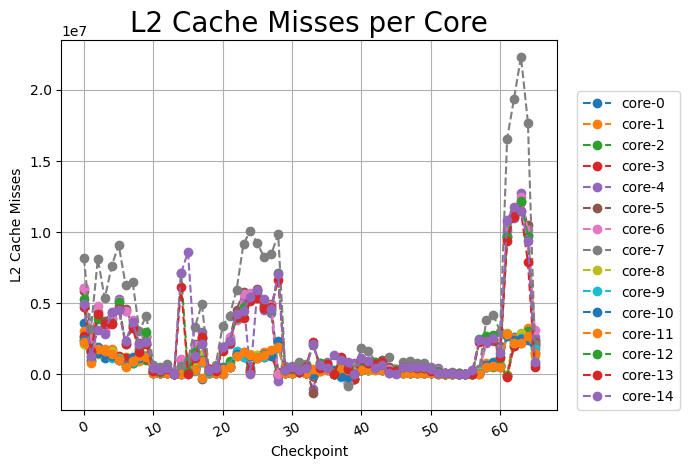 L2 Cache Misses per Core
1e7
2.0
1.5
1.0
0.5
0.0
L2 Cache Misses
0
10
20
30
40
50
60
Checkpoint
core-0
core-1
core-2
core-3
core-4
core-5
core-6
core-7
core-8
core-9
core-10
core-11
core-12
core-13
core-14